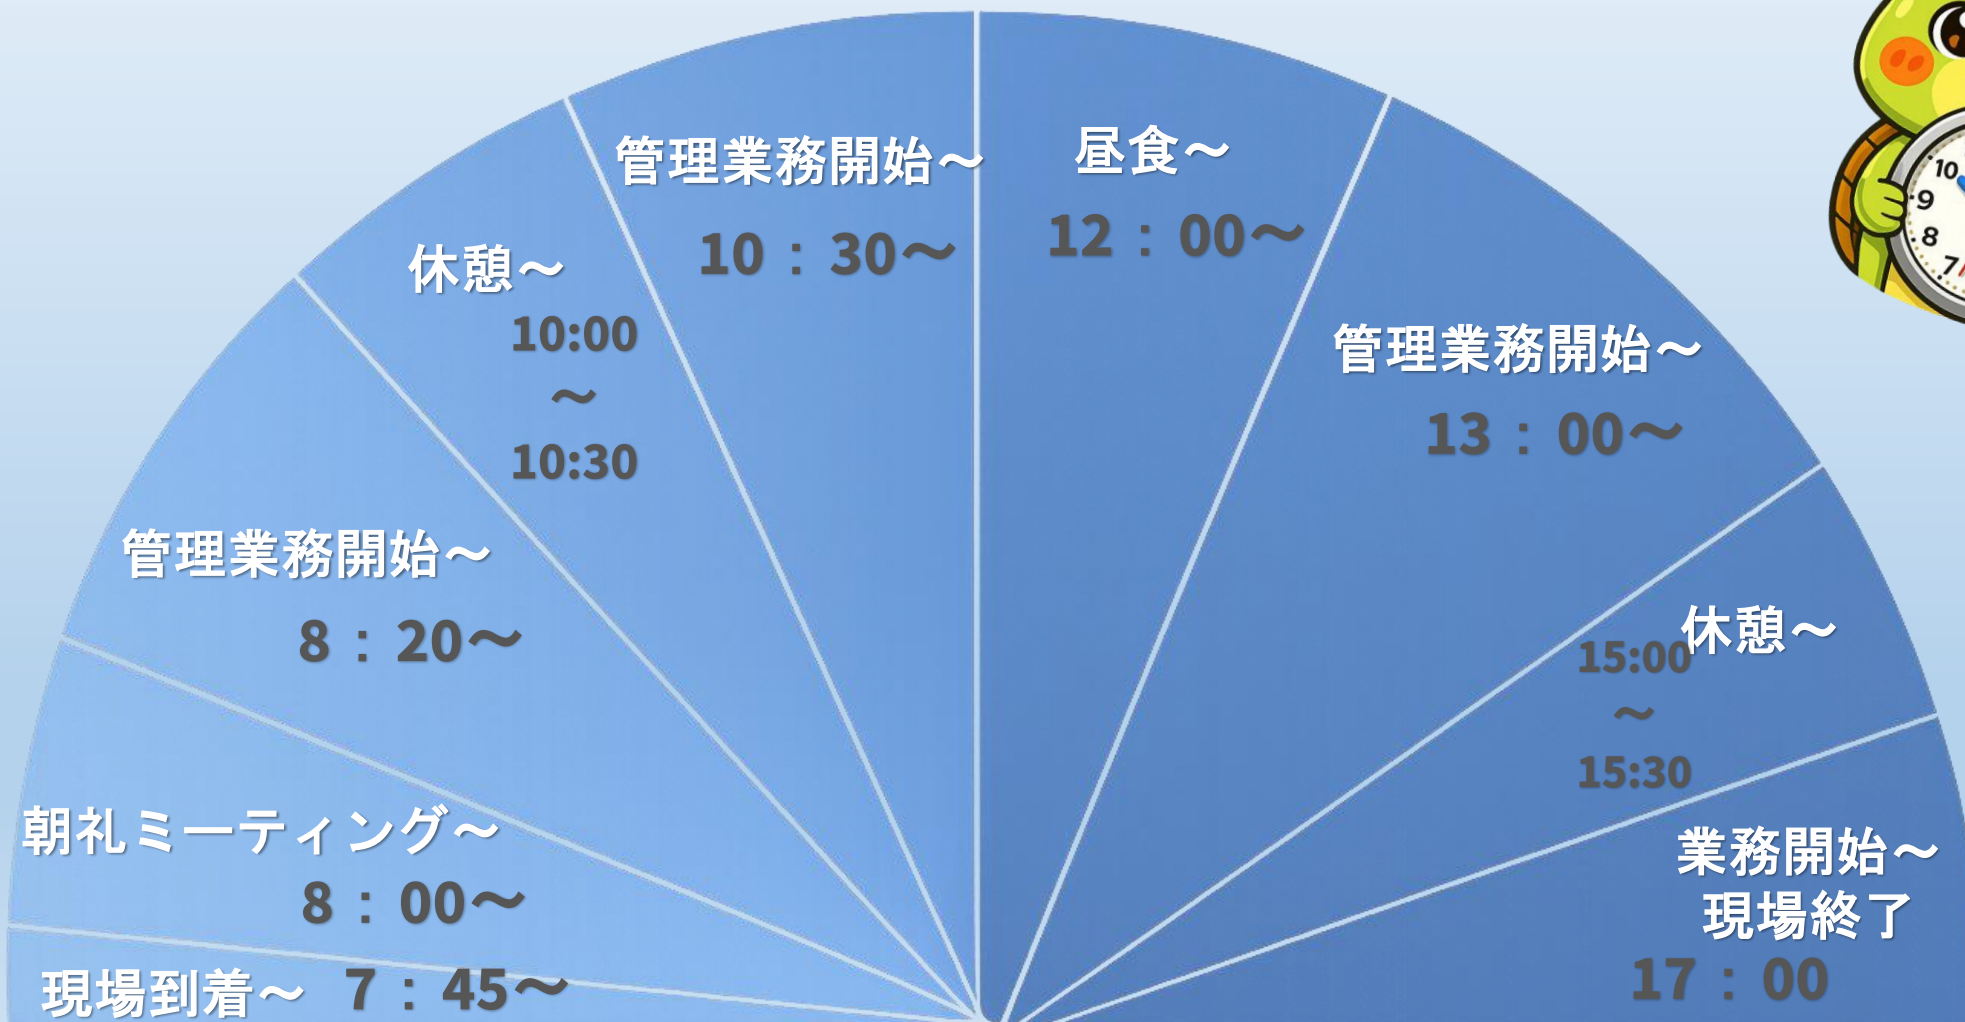 現場到着～ 7：45～
朝礼ミーティング～
8：00～
管理業務開始～
8：20～
休憩～
10:00
～
10:30
管理業務開始～
10：30～
昼食～
12：00～
管理業務開始～
13：00～
休憩～
15:00
～
15:30
業務開始～
現場終了
17：00
10
9
8
7